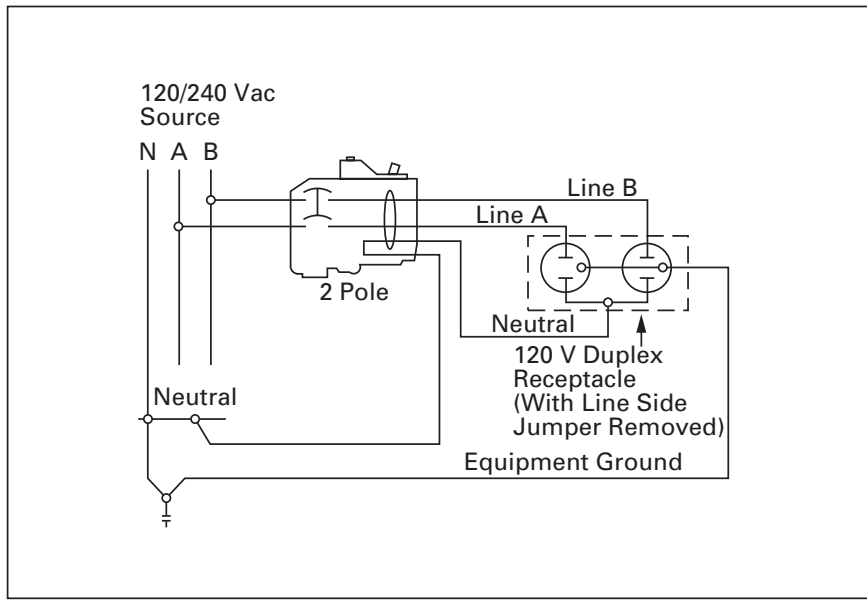 120/240 Vac
Source
N A B
Line B
Line A
2 Pole
Neutral
120 V Duplex
Receptacle
(With Line Side
Jumper Removed)
Neutral
Equipment Ground